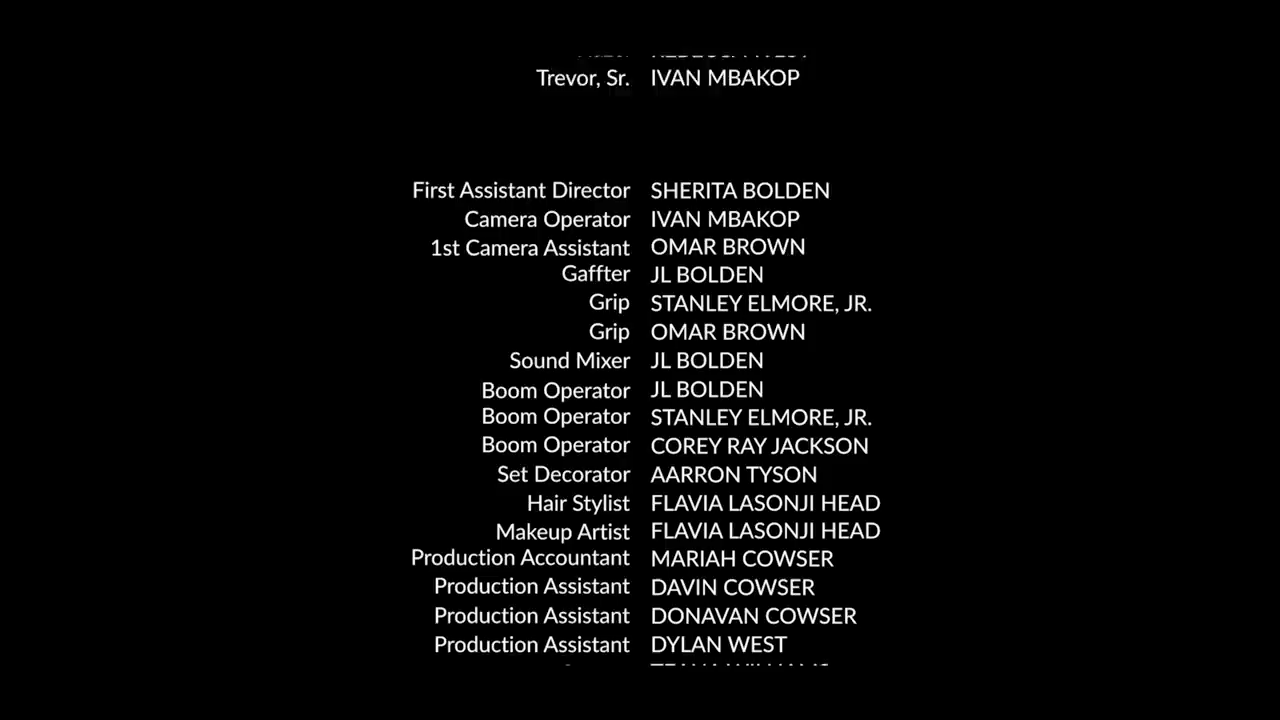 Trevor, Sr. IVAN MBAKOP
First Assistant Director SHERITA BOLDEN
Camera Operator IVAN MBAKOP
1st Camera Assistant OMAR BROWN
Gaffter JL BOLDEN
Grip STANLEY ELMORE, JR.
Grip OMAR BROWN
Sound Mixer JL BOLDEN
Boom Operator JL BOLDEN
Boom Operator STANLEY ELMORE, JR.
Boom Operator COREY RAY JACKSON
Set Decorator AARRON TYSON
Hair Stylist FLAVIA LASONJI HEAD
Makeup Artist FLAVIA LASONJI HEAD
Production Accountant MARIAH COWSER
Production Assistant DAVIN COWSER
Production Assistant DONAVAN COWSER
Production Assistant DYLAN WEST